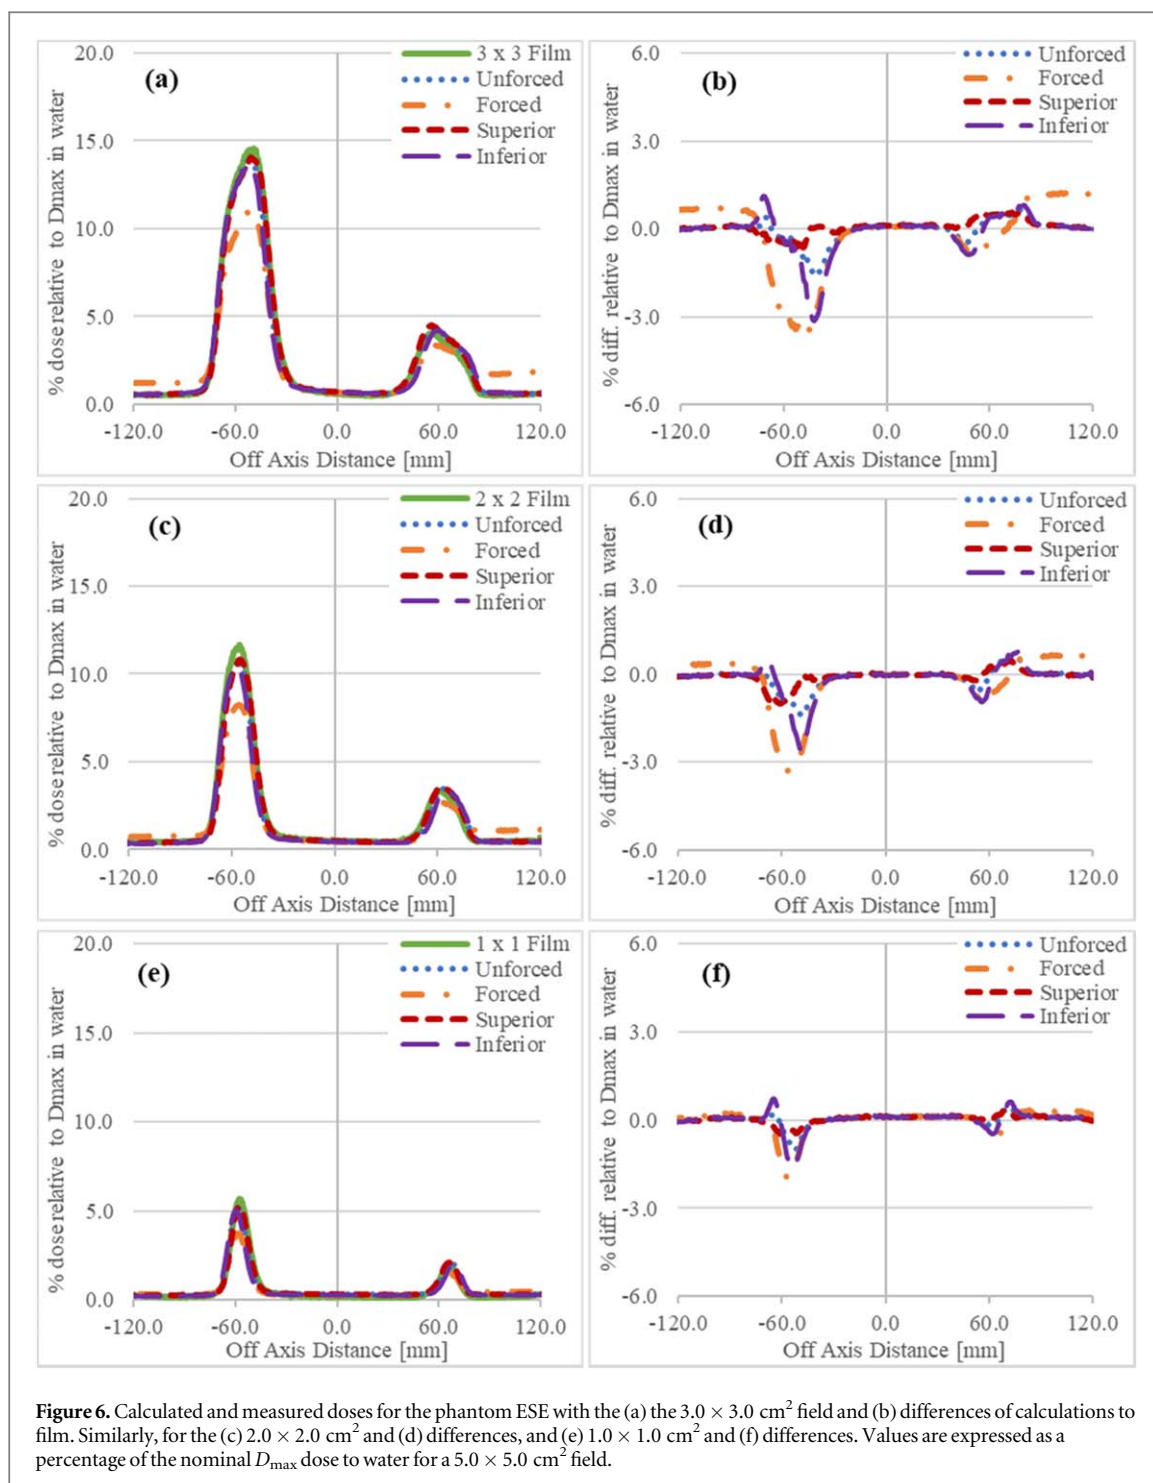 20.0
15.0
10.0
5.0
0.0
-120.0 -60.0 0.0 60.0 120.0
Off Axis Distance [mm]
% dose relative to Dmax in water
(a)
3 x 3 Film
Unforced
Forced
Superior
Inferior
6.0
3.0
0.0
-3.0
-6.0
-120.0 -60.0 0.0 60.0 120.0
Off Axis Distance [mm]
% diff. relative to Dmax in water
(b)
Unforced
Forced
Superior
Inferior
20.0
15.0
10.0
5.0
0.0
-120.0 -60.0 0.0 60.0 120.0
Off Axis Distance [mm]
% dose relative to Dmax in water
(c)
2 x 2 Film
Unforced
Forced
Superior
Inferior
6.0
3.0
0.0
-3.0
-6.0
-120.0 -60.0 0.0 60.0 120.0
Off Axis Distance [mm]
% diff. relative to Dmax in water
(d)
Unforced
Forced
Superior
Inferior
20.0
15.0
10.0
5.0
0.0
-120.0 -60.0 0.0 60.0 120.0
Off Axis Distance [mm]
% dose relative to Dmax in water
(e)
1 x 1 Film
Unforced
Forced
Superior
Inferior
6.0
3.0
0.0
-3.0
-6.0
-120.0 -60.0 0.0 60.0 120.0
Off Axis Distance [mm]
% diff. relative to Dmax in water
(f)
Unforced
Forced
Superior
Inferior
Figure 6. Calculated and measured doses for the phantom ESE with the (a) the 3.0 × 3.0 cm² field and (b) differences of calculations to
film. Similarly, for the (c) 2.0 × 2.0 cm² and (d) differences, and (e) 1.0 × 1.0 cm² and (f) differences. Values are expressed as a
percentage of the nominal Dmax dose to water for a 5.0 × 5.0 cm² field.